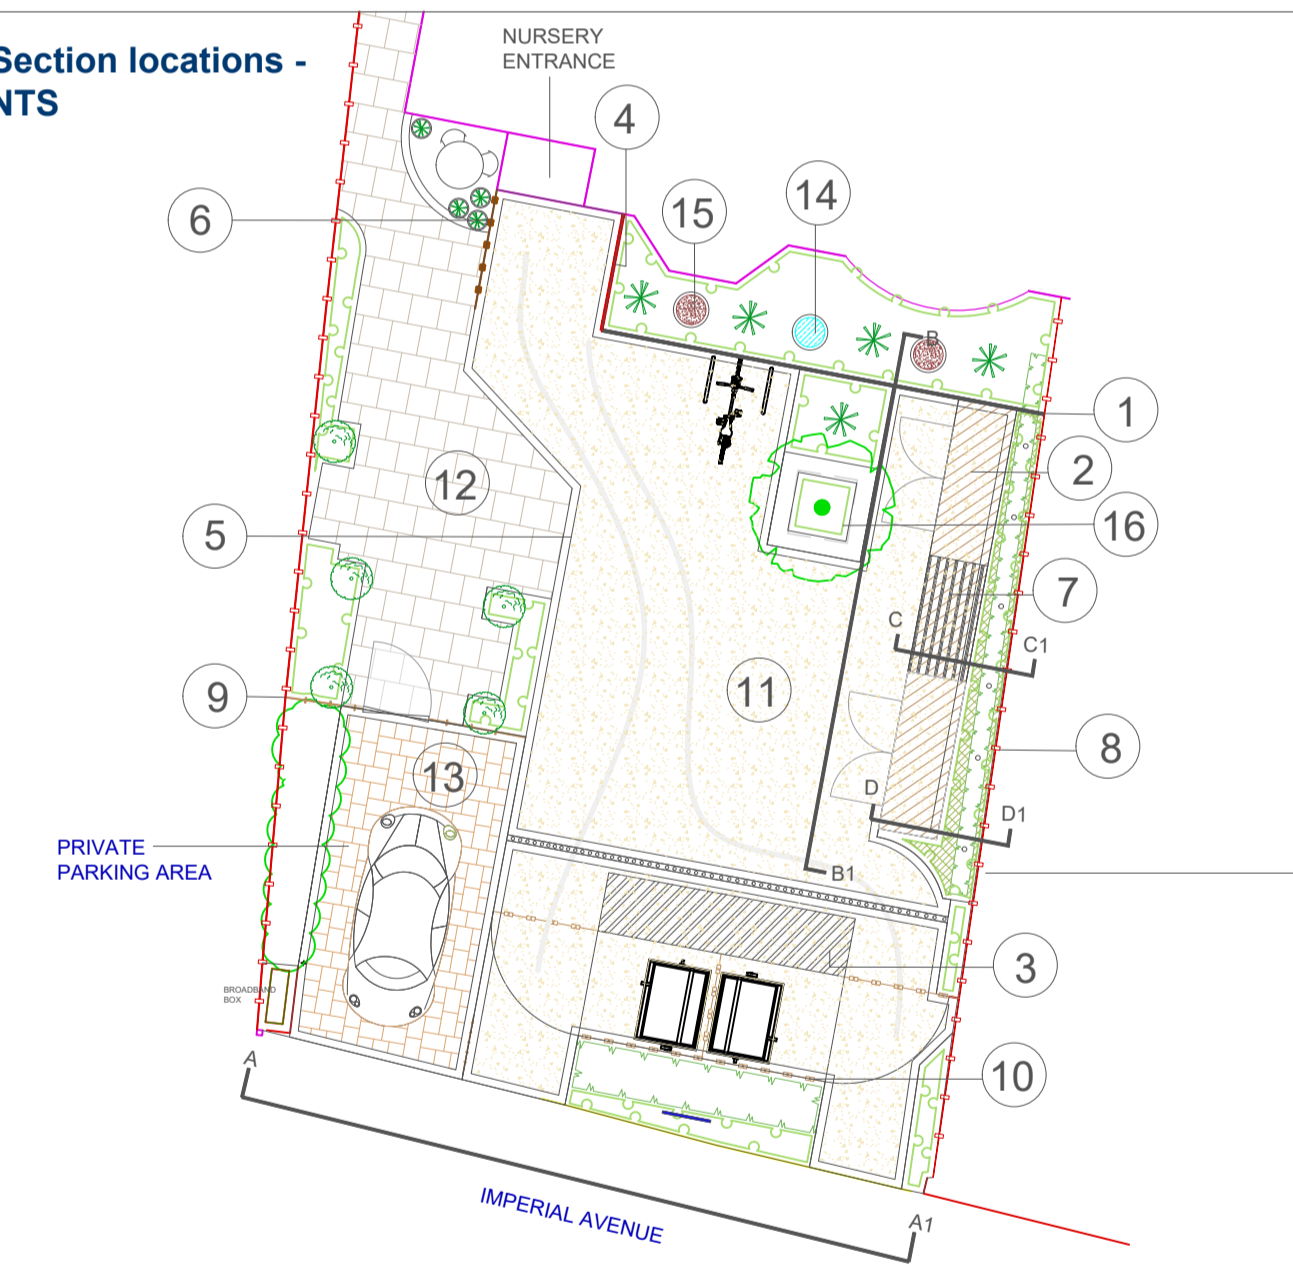 Section locations -
NTS
NURSERY
ENTRANCE
4
15
14
6
B
1
2
12
16
5
7
C
C1
9
11
8
13
D
D1
PRIVATE
PARKING AREA
B1
3
BROADBAND
BOX
10
A
IMPERIAL AVENUE
A1